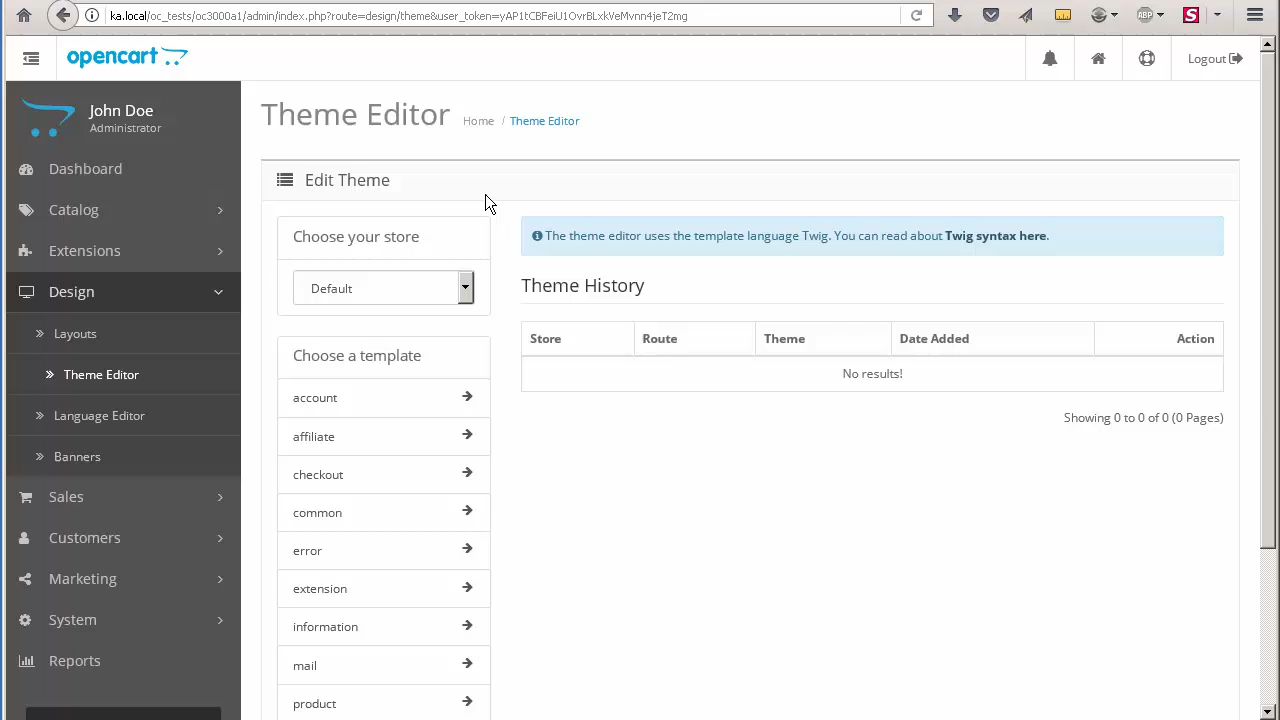 ka.local/oc_tests/oc3000a1/admin/index.php?route=design/theme&user_token=yAP1tCBFeIU1OvrBLxkVeMvnn4jeT2mg
ABP
S
opencart
Logout
John Doe
Administrator
Dashboard
Catalog
Extensions
Design
Layouts
Theme Editor
Language Editor
Banners
Sales
Customers
Marketing
System
Reports
Theme Editor
Home / Theme Editor
Edit Theme
Choose your store
Default
Choose a template
account
affiliate
checkout
common
error
extension
information
mail
product
The theme editor uses the template language Twig. You can read about Twig syntax here.
Theme History
Store Route Theme Date Added Action
No results!
Showing 0 to 0 of 0 (0 Pages)